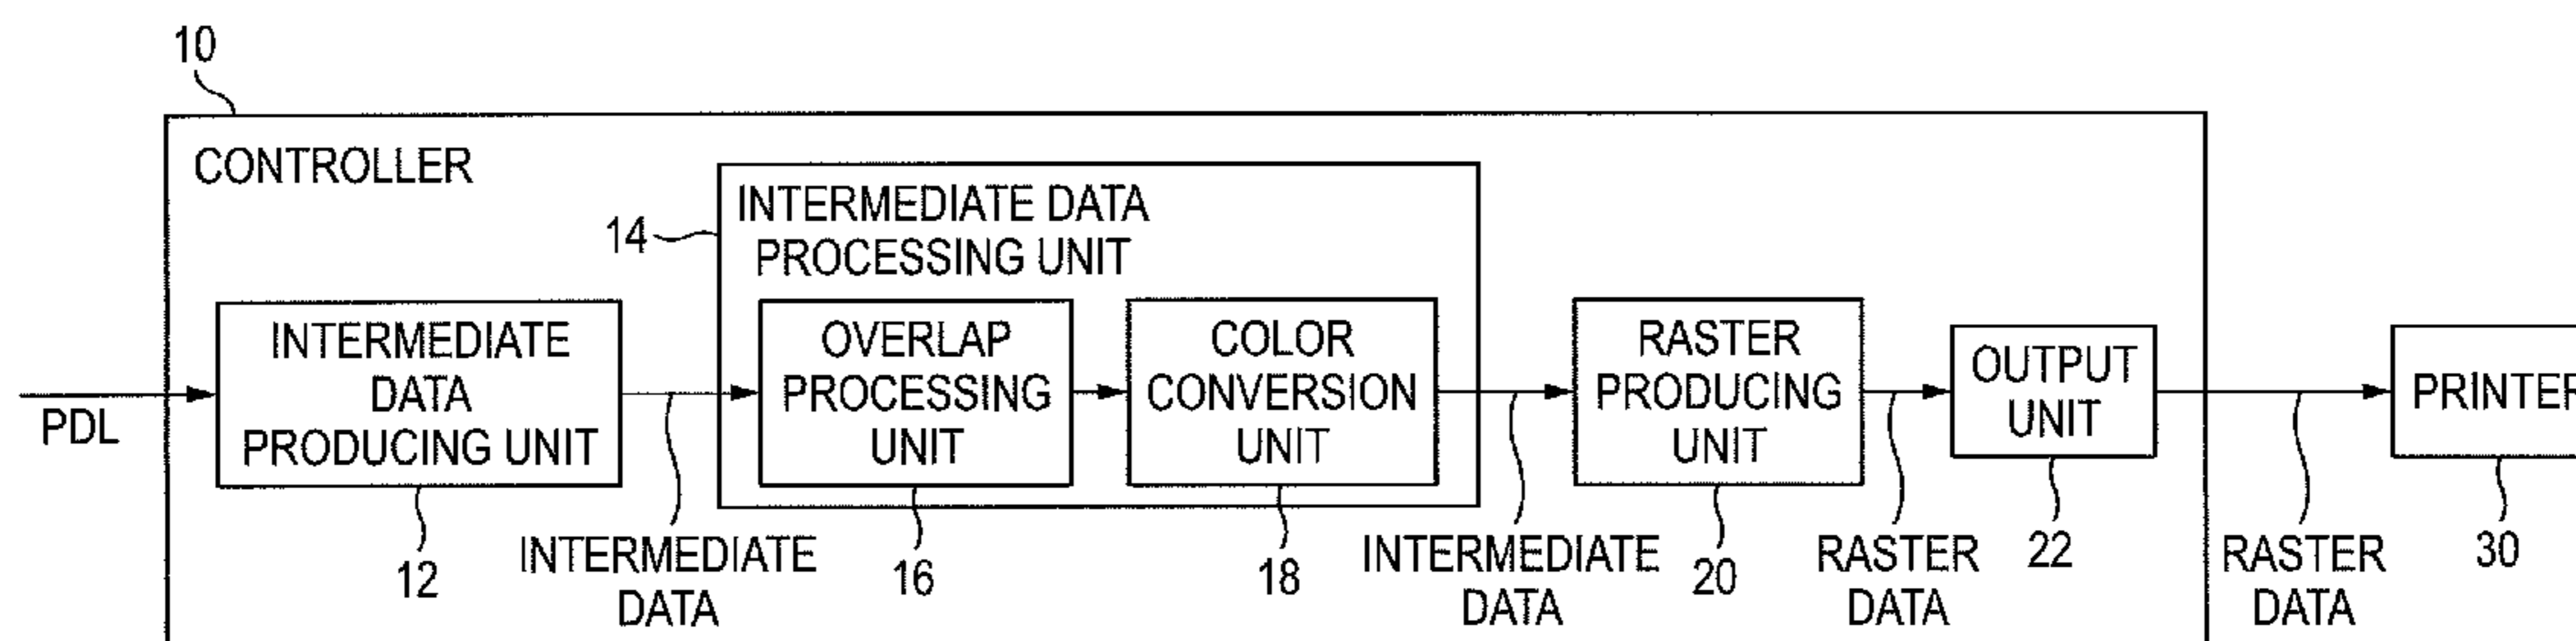 10
CONTROLLER
14
INTERMEDIATE DATA
PROCESSING UNIT
PDL
INTERMEDIATE
DATA
PRODUCING UNIT
12
INTERMEDIATE
DATA
OVERLAP
PROCESSING
UNIT
16
COLOR
CONVERSION
UNIT
18
INTERMEDIATE
DATA
RASTER
PRODUCING
UNIT
20
RASTER
DATA
OUTPUT
UNIT
22
RASTER
DATA
PRINTER
30